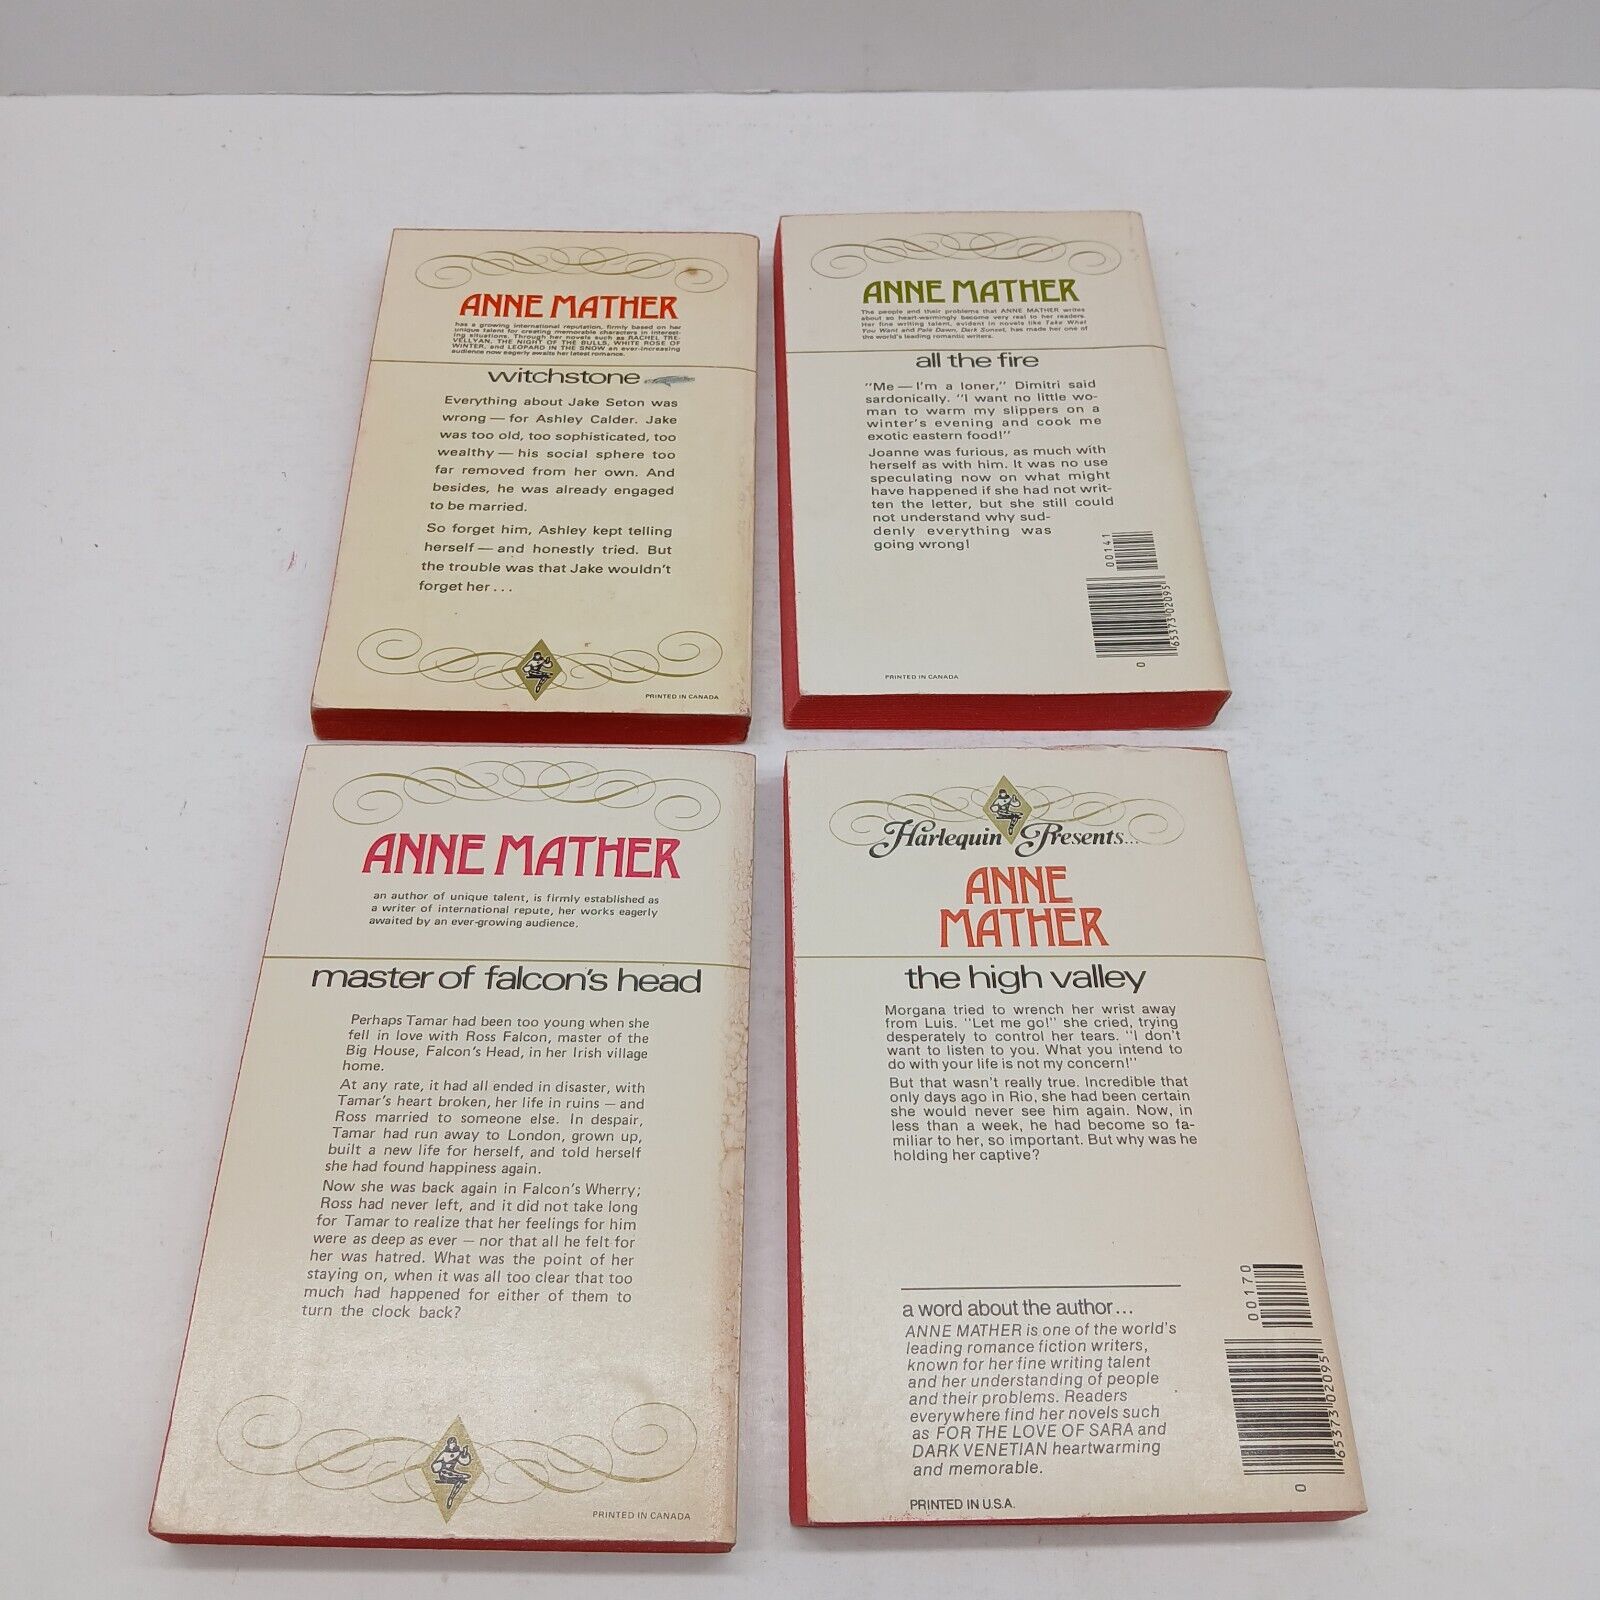 ANNE MATHER
has a growing international reputation, firmly based on her
unique talent for creating memorable characters in interest-
ing situations. Through her novels such as RACHEL TRE-
VELLYAN, THE NIGHT OF THE BULLS, WHITE ROSE OF
WINTER, and LEOPARD IN THE SNOW an ever-increasing
audience now eagerly awaits her latest romance.
witchstone
Everything about Jake Seton was
wrong — for Ashley Calder. Jake
was too old, too sophisticated, too
wealthy — his social sphere too
far removed from her own. And
besides, he was already engaged
to be married.
So forget him, Ashley kept telling
herself — and honestly tried. But
the trouble was that Jake wouldn't
forget her . . .
PRINTED IN CANADA
ANNE MATHER
The people and their problems that ANNE MATHER writes
about so heart-warmingly become very real to her readers.
Her fine writing talent, evident in novels like Take What
You Want and Pale Dawn, Dark Sunset, has made her one of
the world's leading romantic writers.
all the fire
"Me — I'm a loner," Dimitri said
sardonically. "I want no little wo-
man to warm my slippers on a
winter's evening and cook me
exotic eastern food!"
Joanne was furious, as much with
herself as with him. It was no use
speculating now on what might
have happened if she had not writ-
ten the letter, but she still could
not understand why sud-
denly everything was
going wrong!
00141
0 65373 02095
PRINTED IN CANADA
ANNE MATHER
an author of unique talent, is firmly established as
a writer of international repute, her works eagerly
awaited by an ever-growing audience.
master of falcon's head
Perhaps Tamar had been too young when she
fell in love with Ross Falcon, master of the
Big House, Falcon's Head, in her Irish village
home.
At any rate, it had all ended in disaster, with
Tamar's heart broken, her life in ruins — and
Ross married to someone else. In despair,
Tamar had run away to London, grown up,
built a new life for herself, and told herself
she had found happiness again.
Now she was back again in Falcon's Wherry;
Ross had never left, and it did not take long
for Tamar to realize that her feelings for him
were as deep as ever — nor that all he felt for
her was hatred. What was the point of her
staying on, when it was all too clear that too
much had happened for either of them to
turn the clock back?
PRINTED IN CANADA
Harlequin Presents...
ANNE
MATHER
the high valley
Morgana tried to wrench her wrist away
from Luis. "Let me go!" she cried, trying
desperately to control her tears. "I don't
want to listen to you. What you intend to
do with your life is not my concern!"
But that wasn't really true. Incredible that
only days ago in Rio, she had been certain
she would never see him again. Now, in
less than a week, he had become so fa-
miliar to her, so important. But why was he
holding her captive?
a word about the author...
ANNE MATHER is one of the world's
leading romance fiction writers,
known for her fine writing talent
and her understanding of people
and their problems. Readers
everywhere find her novels such
as FOR THE LOVE OF SARA and
DARK VENETIAN heartwarming
and memorable.
00170
0 65373 02095
PRINTED IN U.S.A.